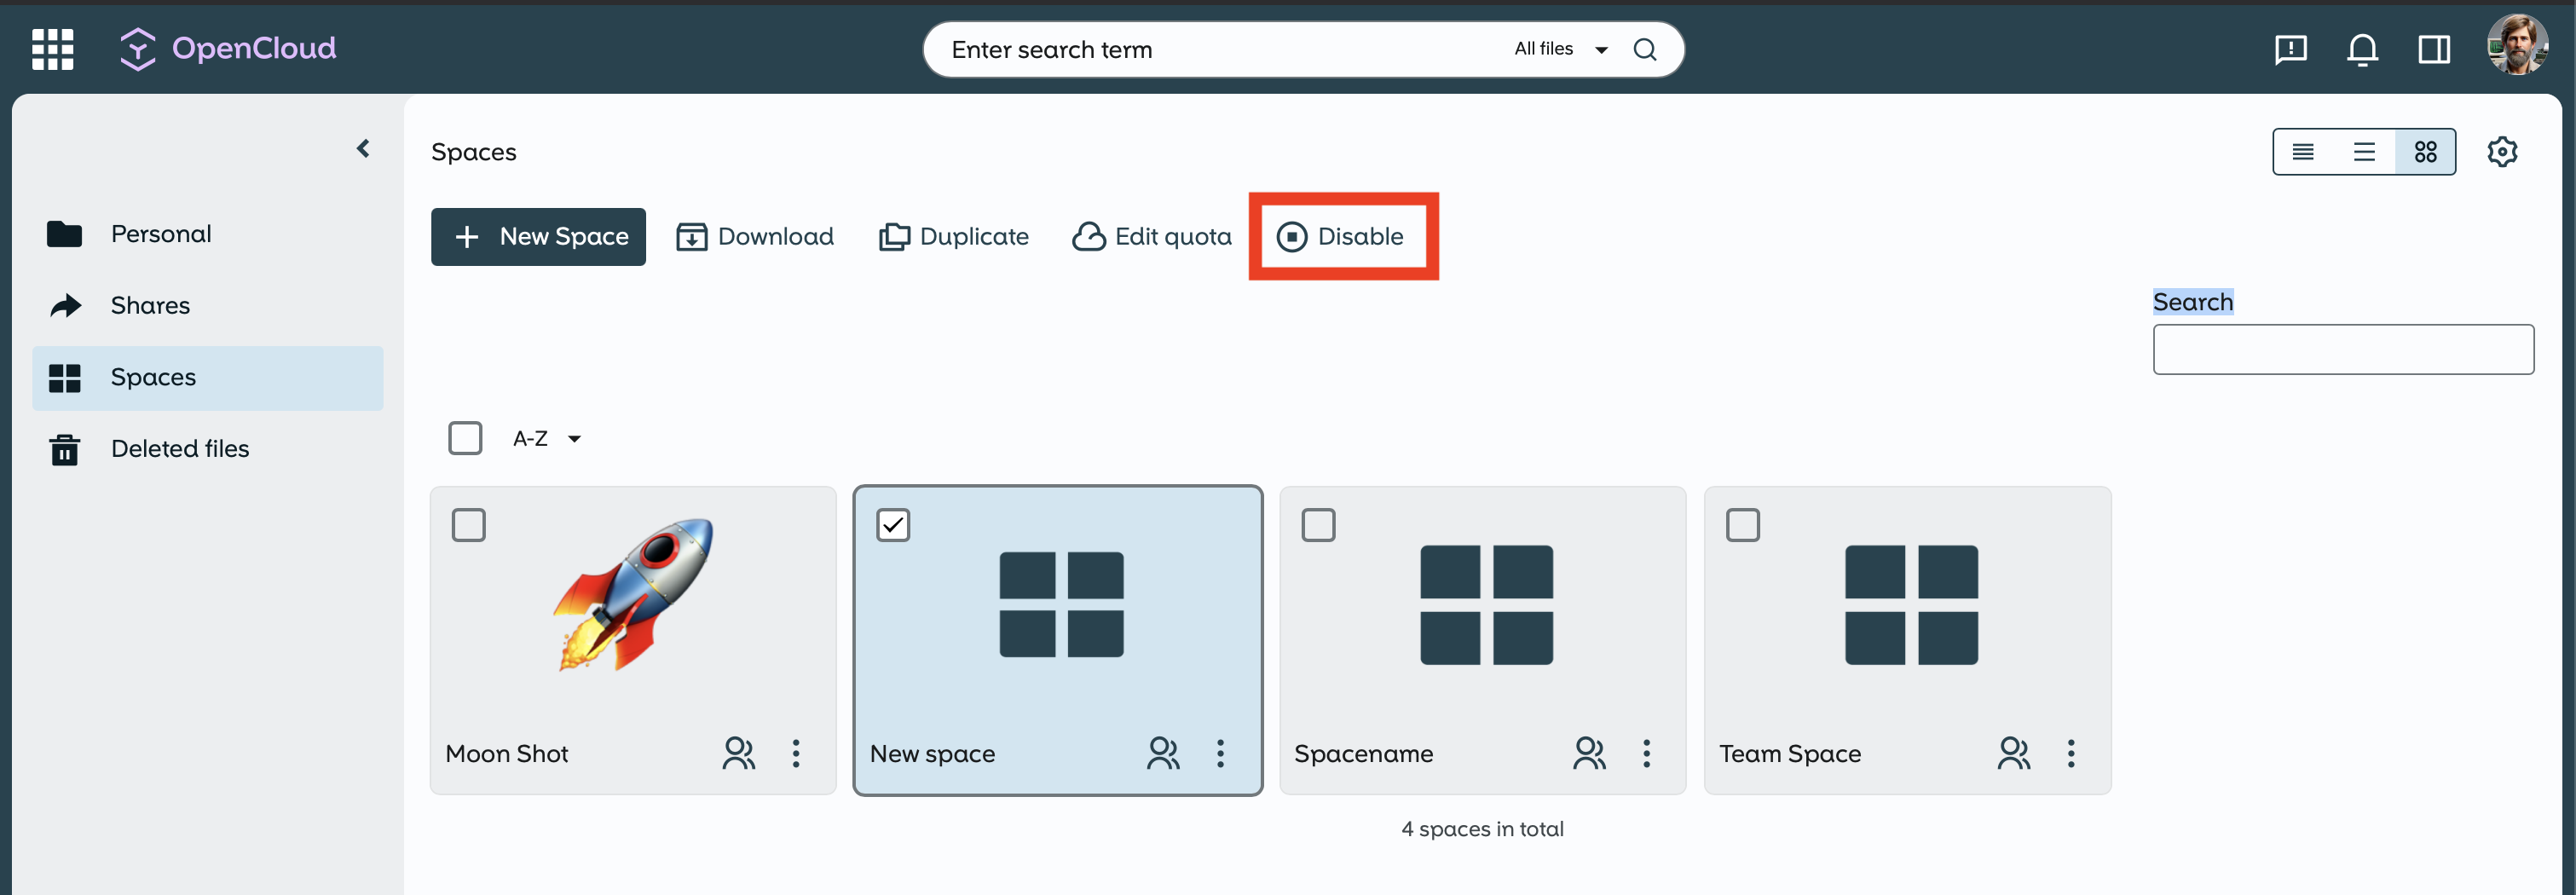 OpenCloud
Enter search term
All files
Spaces
Personal
Shares
Spaces
Deleted files
New Space
Download
Duplicate
Edit quota
Disable
Search
A-Z
Moon Shot
New space
Spacename
Team Space
4 spaces in total